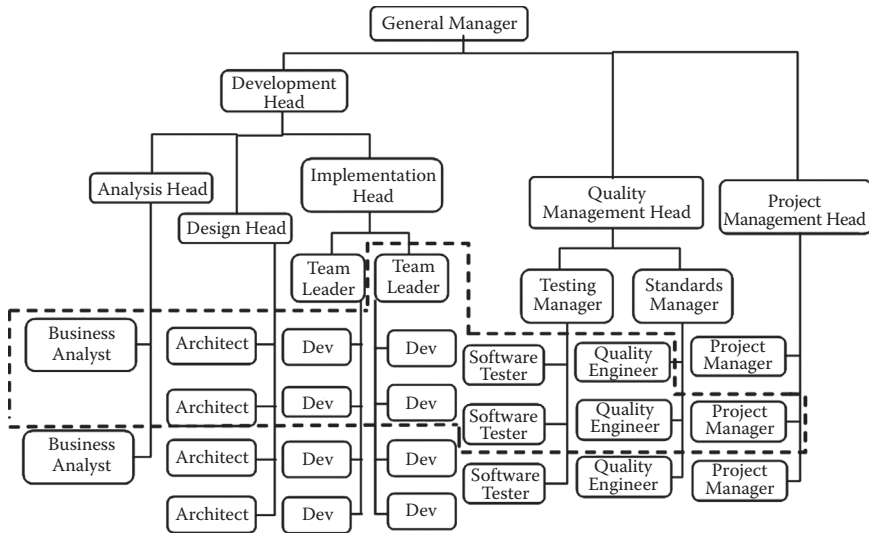 General Manager
Development
Head
Analysis Head
Implementation
Head
Quality
Management Head
Project
Management Head
Design Head
Team
Leader
Team
Leader
Testing
Manager
Standards
Manager
Business
Analyst
Architect
Dev
Dev
Software
Tester
Quality
Engineer
Project
Manager
Architect
Dev
Dev
Software
Tester
Quality
Engineer
Project
Manager
Business
Analyst
Architect
Dev
Dev
Software
Tester
Quality
Engineer
Project
Manager
Architect
Dev
Dev